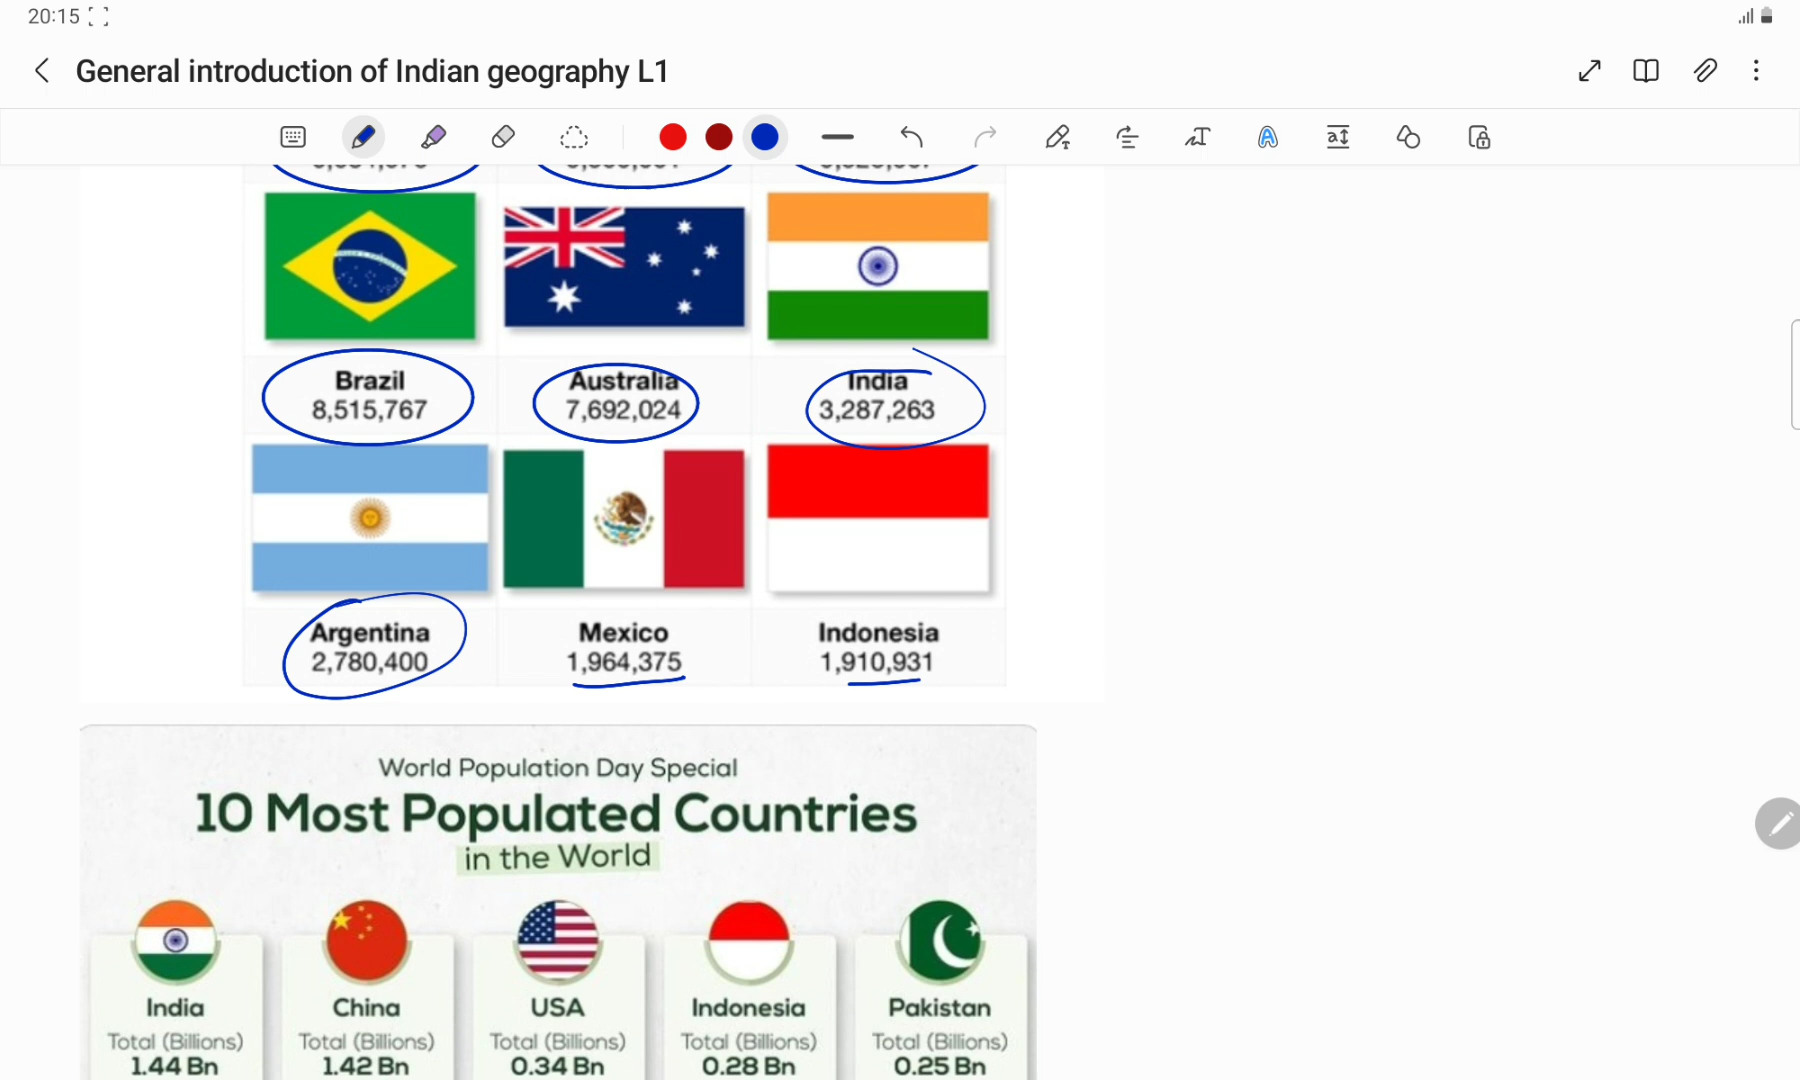 20:15
General introduction of Indian geography L1
Brazil Australia India
8,515,767 7,692,024 3,287,263
Argentina Mexico Indonesia
2,780,400 1,964,375 1,910,931
World Population Day Special
10 Most Populated Countries
in the World
India China USA Indonesia Pakistan
Total (Billions) Total (Billions) Total (Billions) Total (Billions) Total (Billions)
1.44 Bn 1.42 Bn 0.34 Bn 0.28 Bn 0.25 Bn